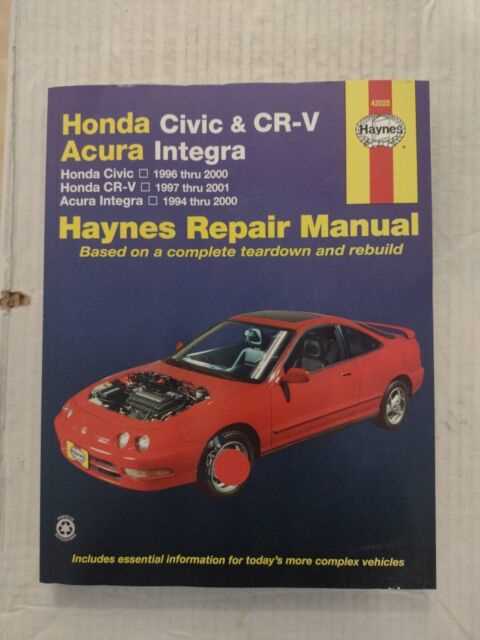 42025
Haynes
Honda Civic & CR-V
Acura Integra
Honda Civic □ 1996 thru 2000
Honda CR-V □ 1997 thru 2001
Acura Integra □ 1994 thru 2000
Haynes Repair Manual
Based on a complete teardown and rebuild
Haynes
Includes essential information for today's more complex vehicles